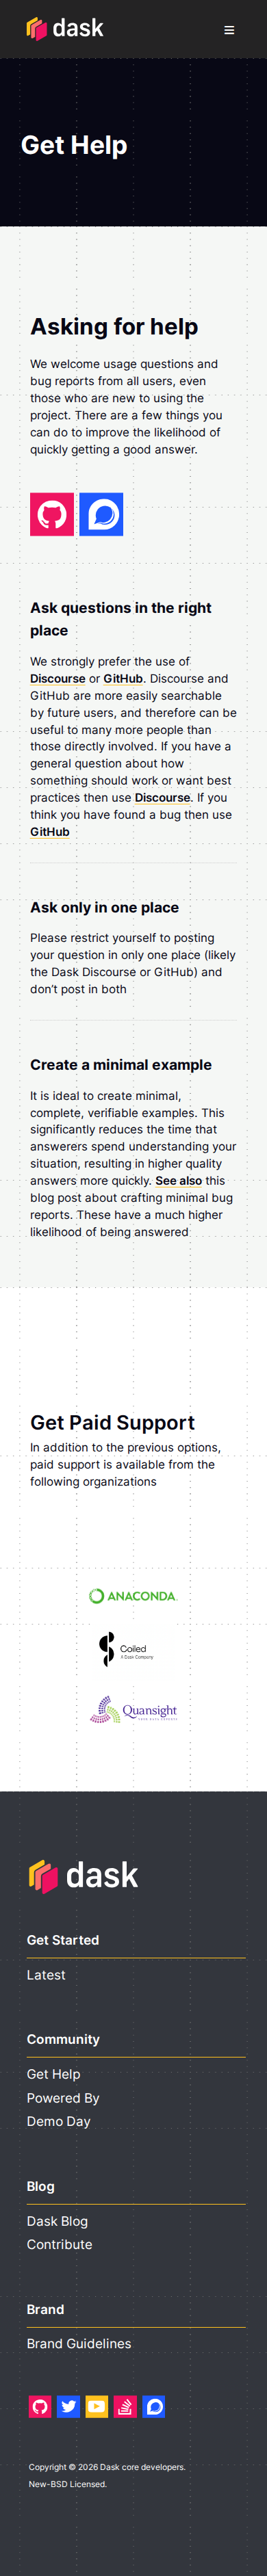 dask
Get Help
Asking for help
We welcome usage questions and
bug reports from all users, even
those who are new to using the
project. There are a few things you
can do to improve the likelihood of
quickly getting a good answer.
Ask questions in the right
place
We strongly prefer the use of
Discourse or GitHub. Discourse and
GitHub are more easily searchable
by future users, and therefore can be
useful to many more people than
those directly involved. If you have a
general question about how
something should work or want best
practices then use Discourse. If you
think you have found a bug then use
GitHub
Ask only in one place
Please restrict yourself to posting
your question in only one place (likely
the Dask Discourse or GitHub) and
don't post in both
Create a minimal example
It is ideal to create minimal,
complete, verifiable examples. This
significantly reduces the time that
answerers spend understanding your
situation, resulting in higher quality
answers more quickly. See also this
blog post about crafting minimal bug
reports. These have a much higher
likelihood of being answered
Get Paid Support
In addition to the previous options,
paid support is available from the
following organizations
ANACONDA.
Coiled
A Dask Company
Quansight
YOUR DATA EXPERTS
dask
Get Started
Latest
Community
Get Help
Powered By
Demo Day
Blog
Dask Blog
Contribute
Brand
Brand Guidelines
Copyright © 2026 Dask core developers.
New-BSD Licensed.